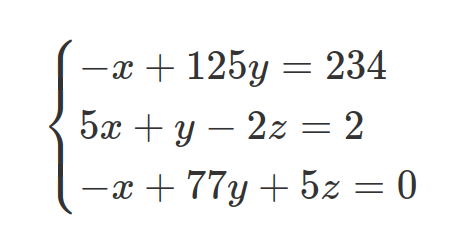 −x + 125y = 234
5x + y − 2z = 2
−x + 77y + 5z = 0